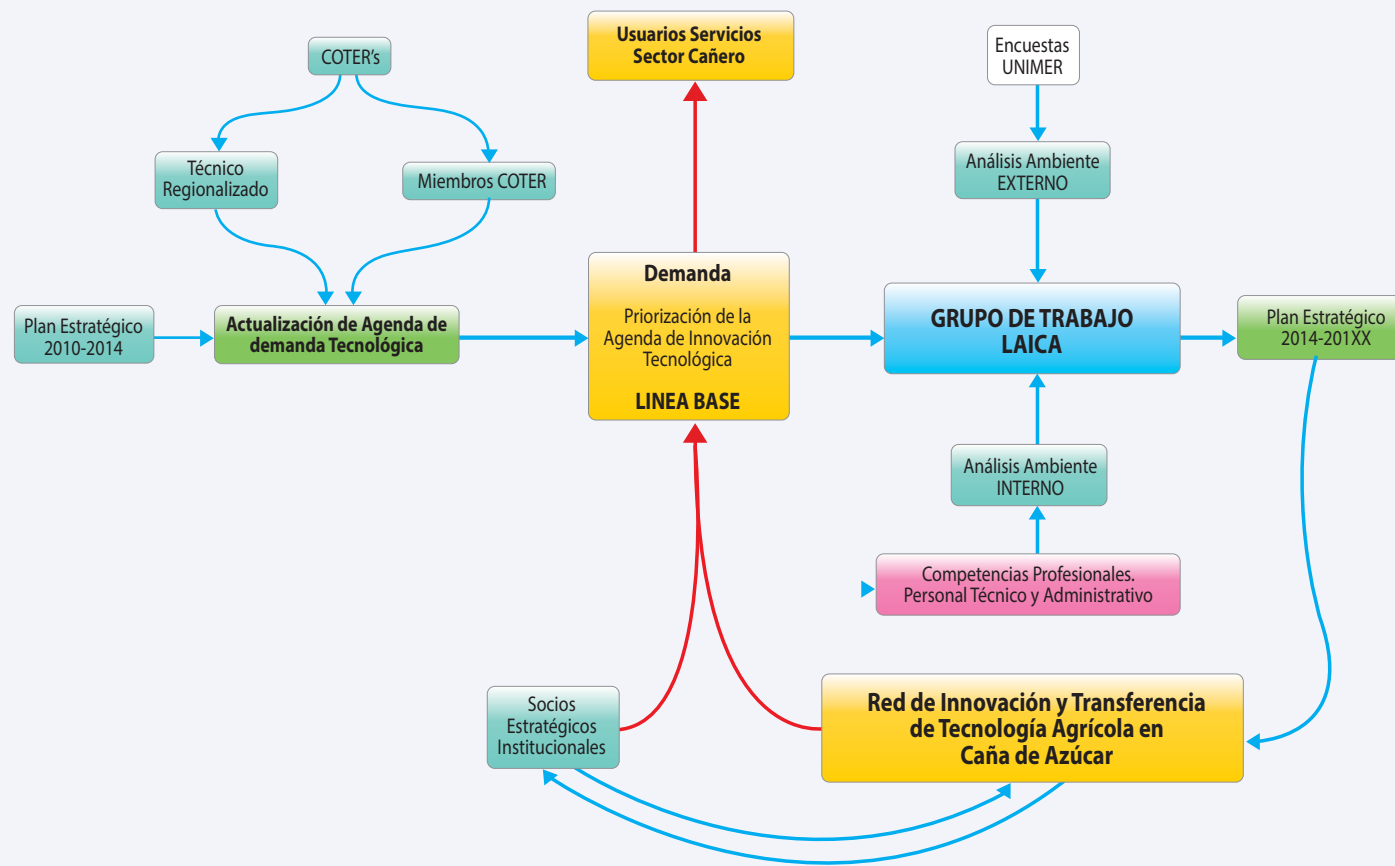 Usuarios Servicios
Sector Cañero
COTER's
Encuestas
UNIMER
Técnico
Regionalizado
Miembros COTER
Análisis Ambiente
EXTERNO
Plan Estratégico
2010-2014
Actualización de Agenda de
demanda Tecnológica
Demanda
Priorización de la
Agenda de Innovación
Tecnológica
LINEA BASE
GRUPO DE TRABAJO
LAICA
Plan Estratégico
2014-201XX
Análisis Ambiente
INTERNO
Competencias Profesionales.
Personal Técnico y Administrativo
Socios
Estratégicos
Institucionales
Red de Innovación y Transferencia
de Tecnología Agrícola en
Caña de Azúcar